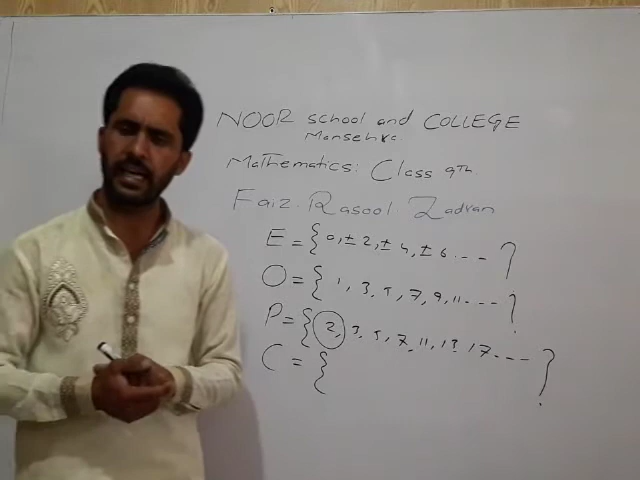 NOOR school and COLLEGE
Mansehra.
Mathematics: Class 9Th.
Faiz. Rasool. Zadvan
E = { 0, ± 2, ± 4, ± 6 . . . - - }
O = { 1, 3, 5, 7, 9, 11 - - - - }
P = { 2, 3, 5, 7, 11, 13, 17 - - - - }
C = {